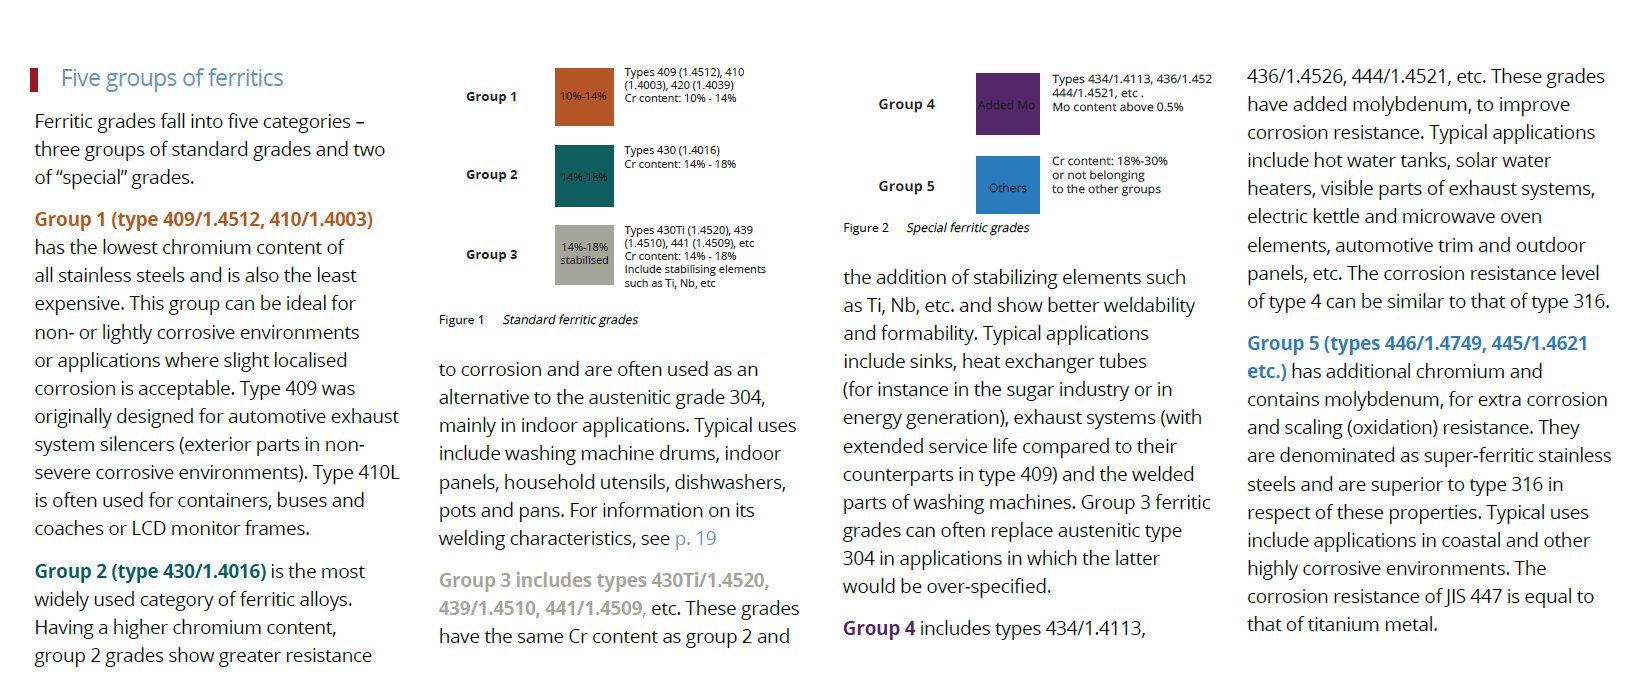 Five groups of ferritics
Ferritic grades fall into five categories –
three groups of standard grades and two
of “special” grades.
Group 1 (type 409/1.4512, 410/1.4003)
has the lowest chromium content of
all stainless steels and is also the least
expensive. This group can be ideal for
non- or lightly corrosive environments
or applications where slight localised
corrosion is acceptable. Type 409 was
originally designed for automotive exhaust
system silencers (exterior parts in non-
severe corrosive environments). Type 410L
is often used for containers, buses and
coaches or LCD monitor frames.
Group 2 (type 430/1.4016) is the most
widely used category of ferritic alloys.
Having a higher chromium content,
group 2 grades show greater resistance
Group 1
10%-14%
Types 409 (1.4512), 410
(1.4003), 420 (1.4039)
Cr content: 10% - 14%
Group 2
14%-18%
Types 430 (1.4016)
Cr content: 14% - 18%
Group 3
14%-18%
stabilised
Types 430Ti (1.4520), 439
(1.4510), 441 (1.4509), etc
Cr content: 14% - 18%
Include stabilising elements
such as Ti, Nb, etc
Figure 1 Standard ferritic grades
to corrosion and are often used as an
alternative to the austenitic grade 304,
mainly in indoor applications. Typical uses
include washing machine drums, indoor
panels, household utensils, dishwashers,
pots and pans. For information on its
welding characteristics, see p. 19
Group 3 includes types 430Ti/1.4520,
439/1.4510, 441/1.4509, etc. These grades
have the same Cr content as group 2 and
Group 4
Added Mo
Types 434/1.4113, 436/1.452
444/1.4521, etc .
Mo content above 0.5%
Group 5
Others
Cr content: 18%-30%
or not belonging
to the other groups
Figure 2 Special ferritic grades
the addition of stabilizing elements such
as Ti, Nb, etc. and show better weldability
and formability. Typical applications
include sinks, heat exchanger tubes
(for instance in the sugar industry or in
energy generation), exhaust systems (with
extended service life compared to their
counterparts in type 409) and the welded
parts of washing machines. Group 3 ferritic
grades can often replace austenitic type
304 in applications in which the latter
would be over-specified.
Group 4 includes types 434/1.4113,
436/1.4526, 444/1.4521, etc. These grades
have added molybdenum, to improve
corrosion resistance. Typical applications
include hot water tanks, solar water
heaters, visible parts of exhaust systems,
electric kettle and microwave oven
elements, automotive trim and outdoor
panels, etc. The corrosion resistance level
of type 4 can be similar to that of type 316.
Group 5 (types 446/1.4749, 445/1.4621
etc.) has additional chromium and
contains molybdenum, for extra corrosion
and scaling (oxidation) resistance. They
are denominated as super-ferritic stainless
steels and are superior to type 316 in
respect of these properties. Typical uses
include applications in coastal and other
highly corrosive environments. The
corrosion resistance of JIS 447 is equal to
that of titanium metal.